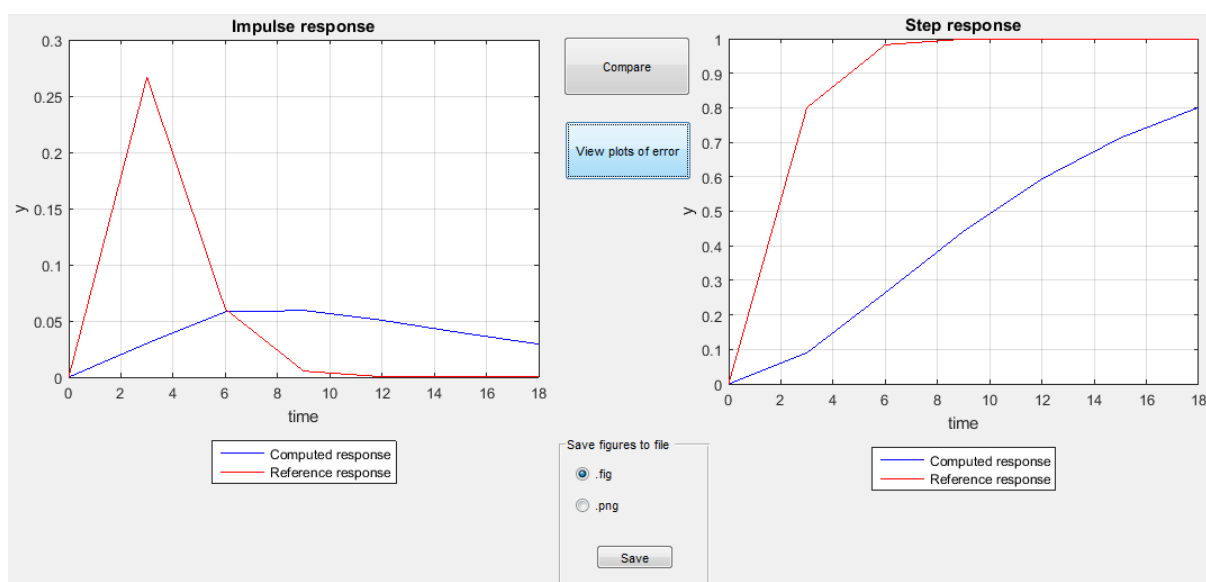 Impulse response
0.3
0.25
0.2
0.15
0.1
0.05
0
y
0 2 4 6 8 10 12 14 16 18
time
Computed response
Reference response
Compare
View plots of error
Save figures to file
.fig
.png
Save
Step response
1
0.9
0.8
0.7
0.6
0.5
0.4
0.3
0.2
0.1
0
y
0 2 4 6 8 10 12 14 16 18
time
Computed response
Reference response